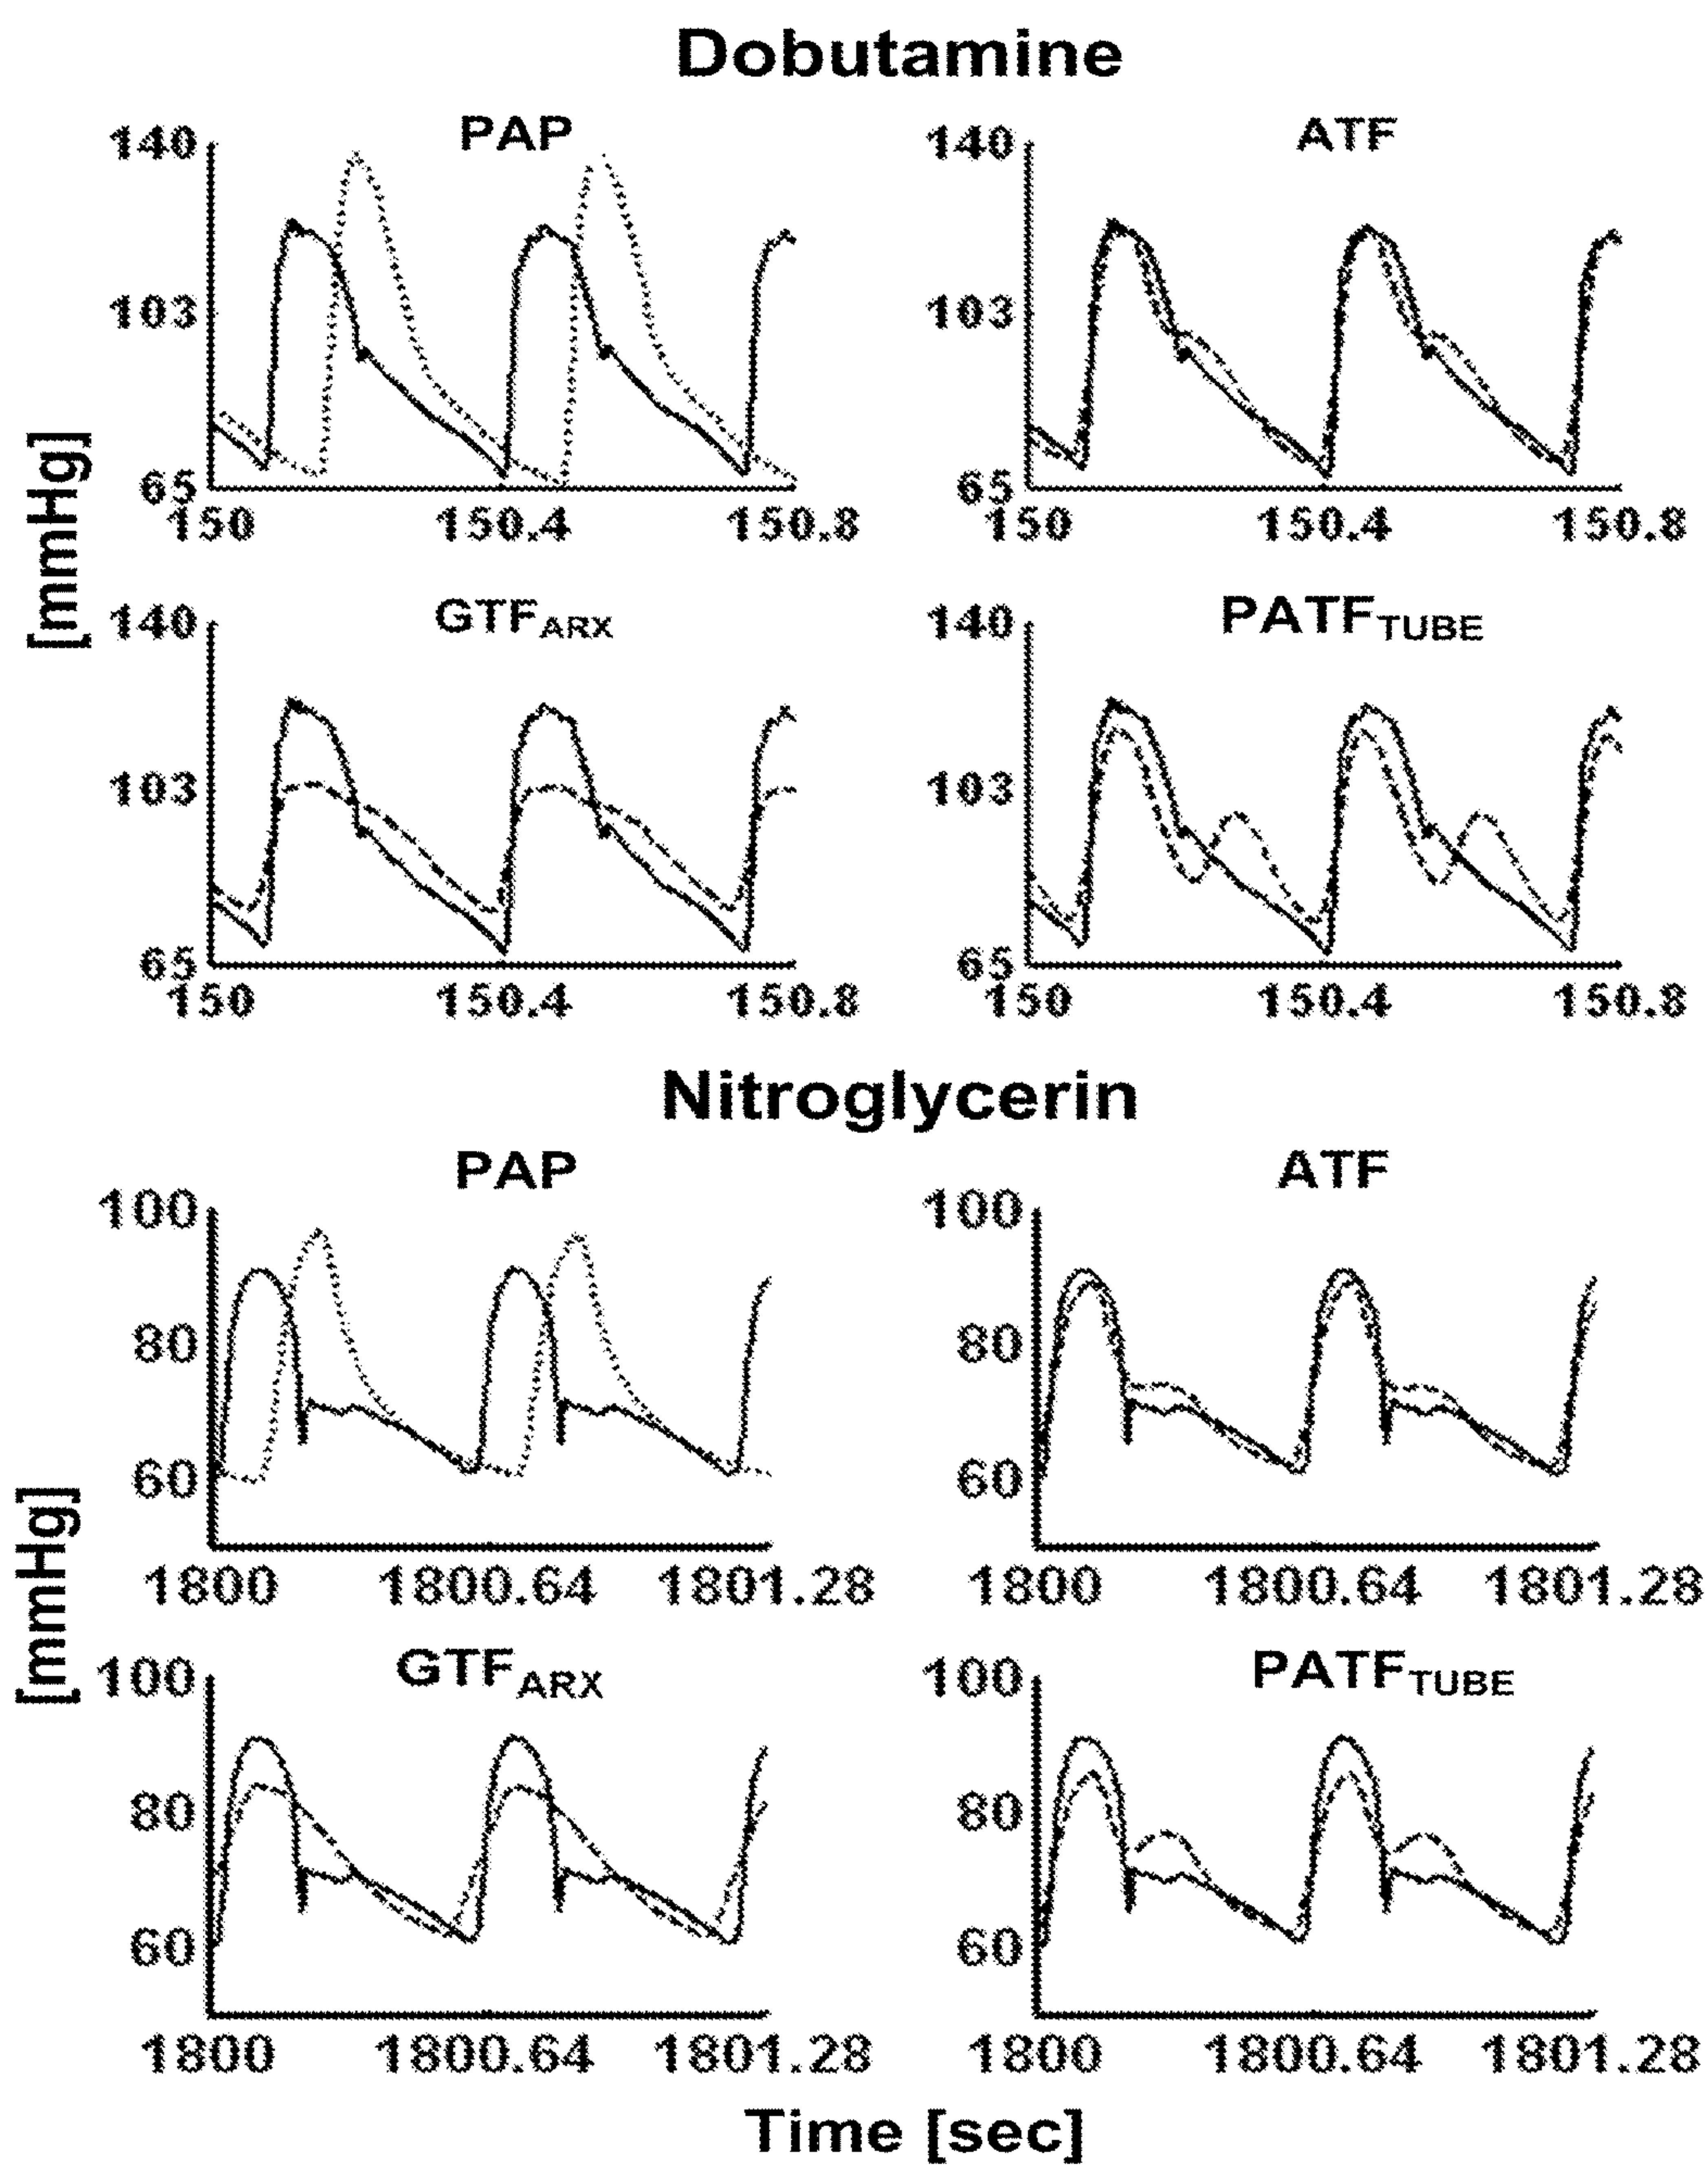 Dobutamine
PAP ATF
140 140
103 103
65 65
150 150.4 150.8 150 150.4 150.8
[mmHg]
GTFARX PATFTUBE
140 140
103 103
65 65
150 150.4 150.8 150 150.4 150.8
Nitroglycerin
PAP ATF
100 100
80 80
60 60
1800 1800.64 1801.28 1800 1800.64 1801.28
[mmHg]
GTFARX PATFTUBE
100 100
80 80
60 60
1800 1800.64 1801.28 1800 1800.64 1801.28
Time [sec]